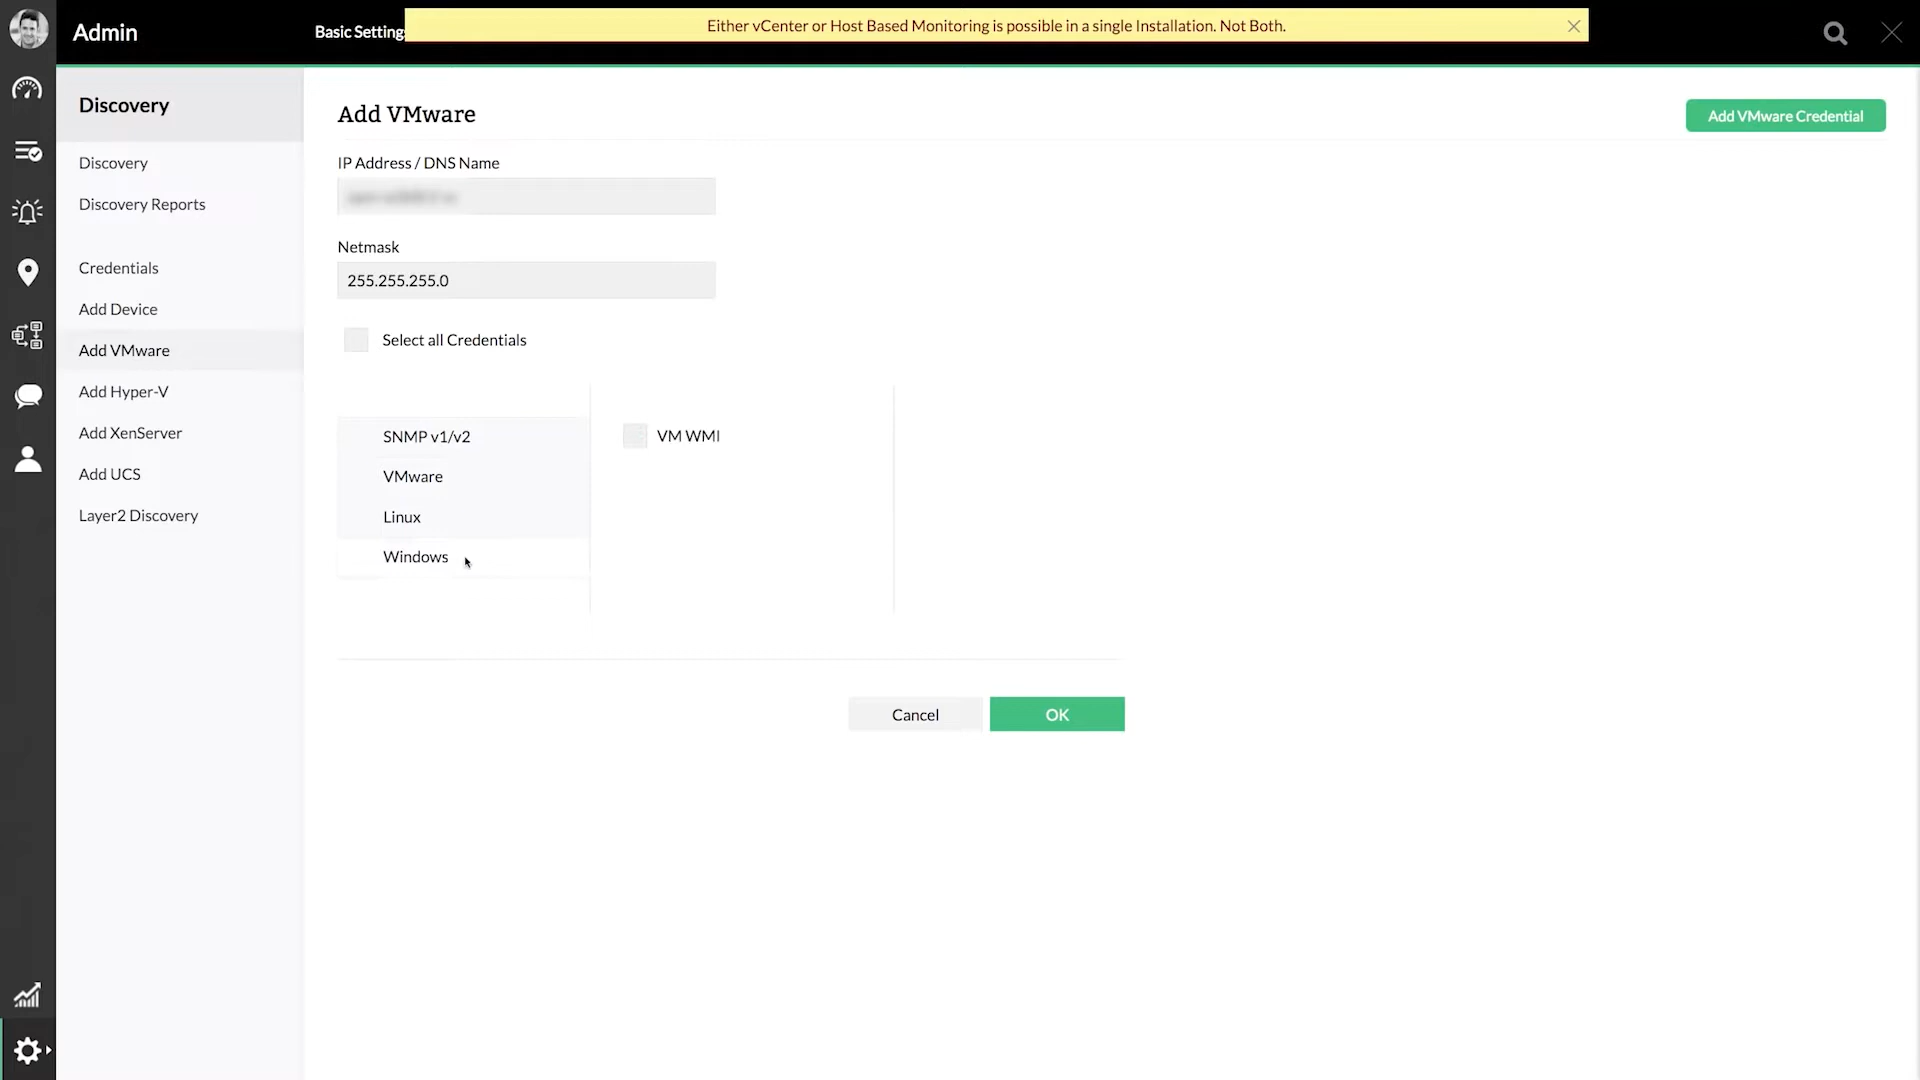 Admin
Basic Setting
Either vCenter or Host Based Monitoring is possible in a single Installation. Not Both.
Discovery
Discovery
Discovery Reports
Credentials
Add Device
Add VMware
Add Hyper-V
Add XenServer
Add UCS
Layer2 Discovery
Add VMware
Add VMware Credential
IP Address / DNS Name
Netmask
255.255.255.0
Select all Credentials
SNMP v1/v2
VMware
Linux
Windows
VM WMI
Cancel
OK